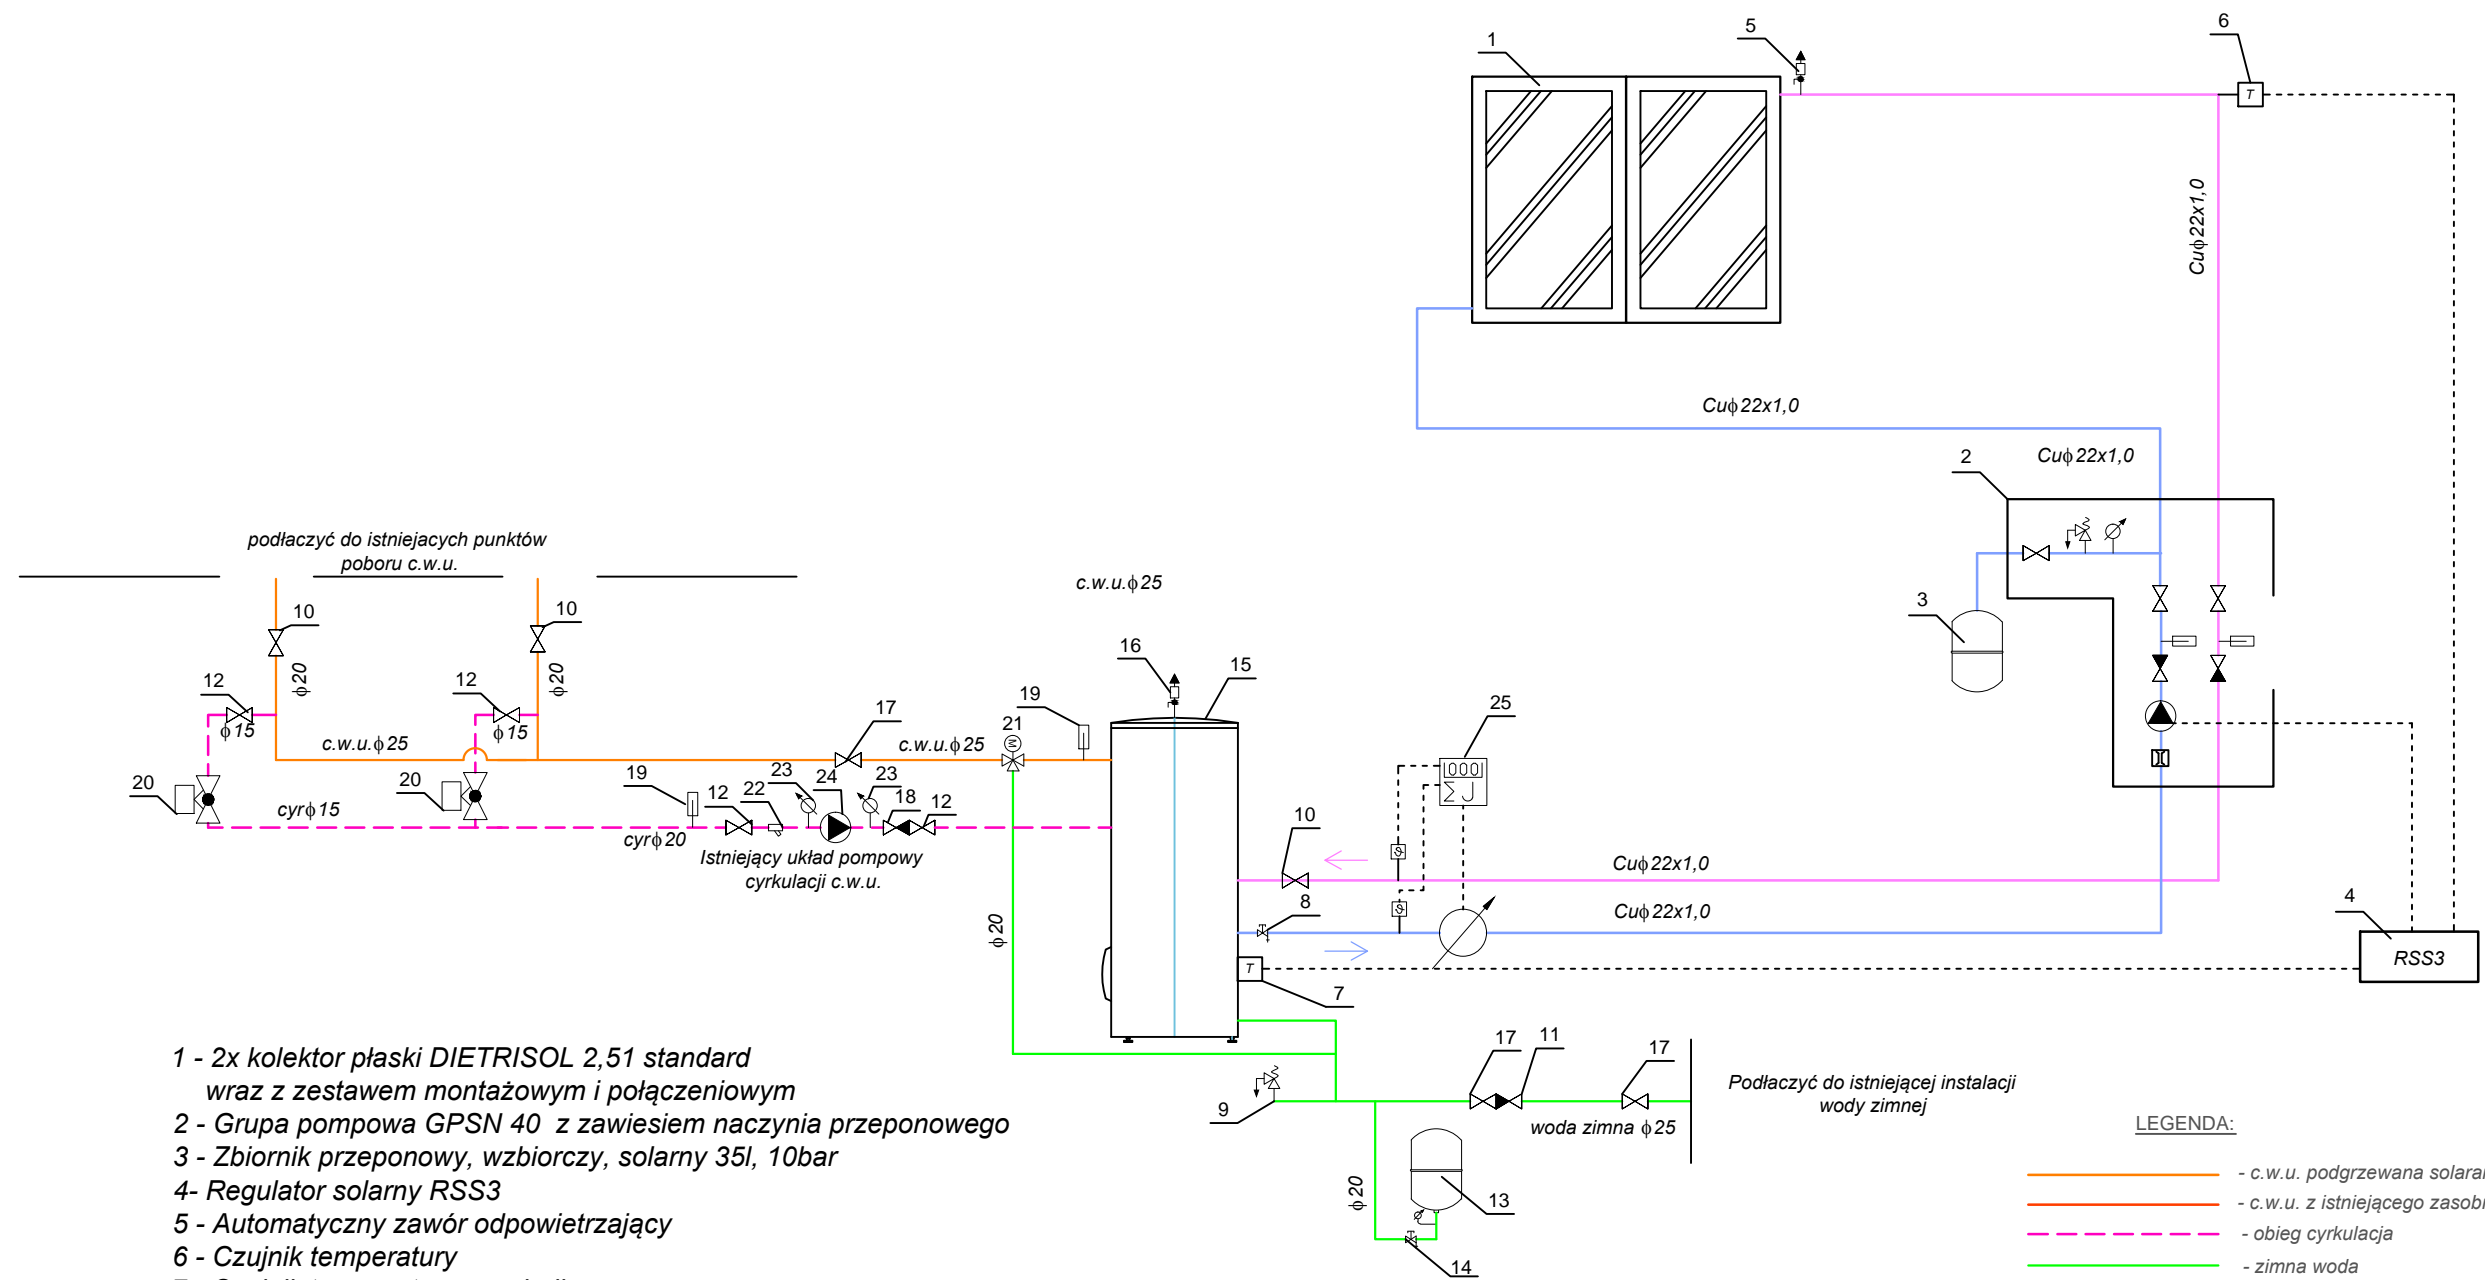 1
5
6
T
Cuϕ22x1,0
Cuϕ22x1,0
Cuϕ22x1,0
2
3
podłaczyć do istniejacych punktów
poboru c.w.u.
c.w.u.ϕ25
10
10
ϕ20
ϕ20
12
12
ϕ15
ϕ15
16
15
19
21
M
17
25
c.w.u.ϕ25
c.w.u.ϕ25
20
20
19
12
22
23
24
23
18
12
000
ΣJ
cyrϕ15
cyrϕ20
Istniejący układ pompowy
cyrkulacji c.w.u.
10
Cuϕ22x1,0
8
Cuϕ22x1,0
ϕ20
4
RSS3
T
7
17
11
17
9
woda zimna ϕ25
Podłaczyć do istniejącej instalacji
wody zimnej
ϕ20
13
14
1 - 2x kolektor płaski DIETRISOL 2,51 standard
wraz z zestawem montażowym i połączeniowym
2 - Grupa pompowa GPSN 40 z zawiesiem naczynia przeponowego
3 - Zbiornik przeponowy, wzbiorczy, solarny 35l, 10bar
4- Regulator solarny RSS3
5 - Automatyczny zawór odpowietrzający
6 - Czujnik temperatury
LEGENDA:
- c.w.u. podgrzewana solaram
- c.w.u. z istniejącego zasobn
- obieg cyrkulacja
- zimna woda